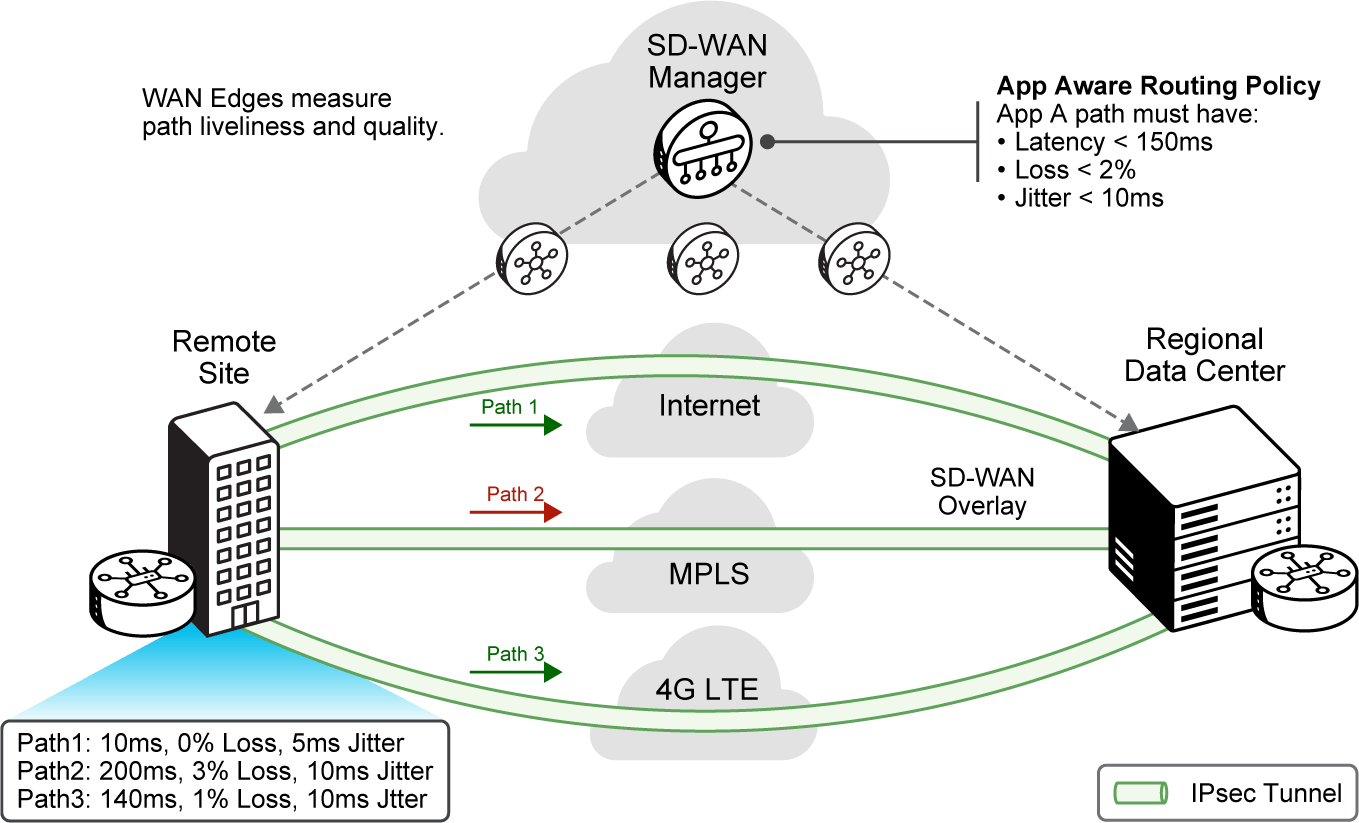 SD-WAN
Manager
WAN Edges measure
path liveliness and quality.
App Aware Routing Policy
App A path must have:
• Latency < 150ms
• Loss < 2%
• Jitter < 10ms
Remote
Site
Regional
Data Center
Internet
Path 1
SD-WAN
Overlay
Path 2
MPLS
Path 3
4G LTE
Path1: 10ms, 0% Loss, 5ms Jitter
Path2: 200ms, 3% Loss, 10ms Jitter
Path3: 140ms, 1% Loss, 10ms Jtter
IPsec Tunnel